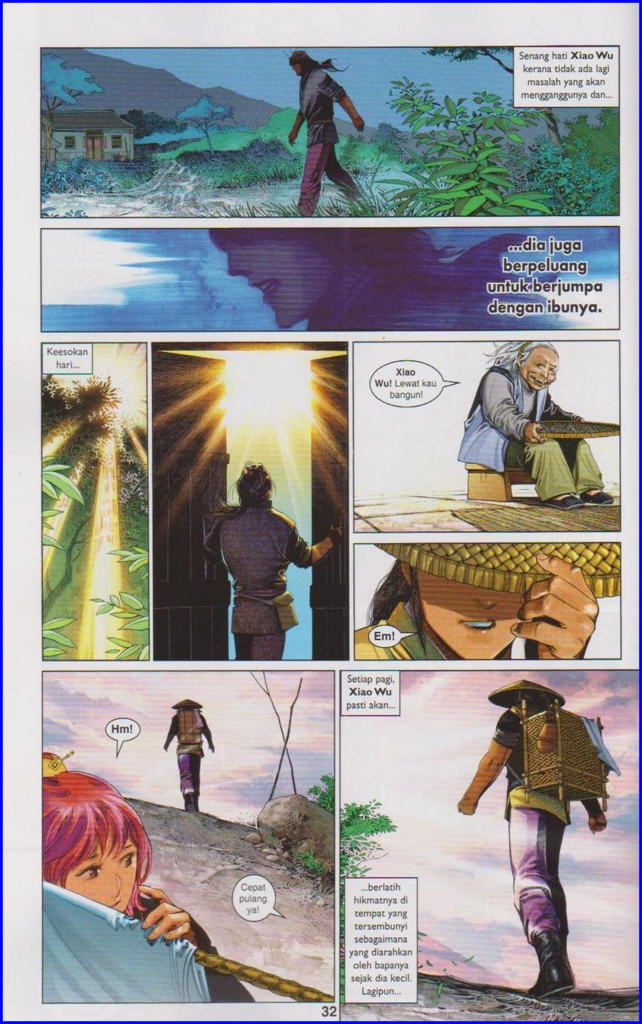 Senang hati Xiao Wu
kerana tidak ada lagi
masalah yang akan
mengganggunya dan...
...dia juga
berpeluang
untuk berjumpa
dengan ibunya.
Keesokan
hari...
Xiao
Wu! Lewat kau
bangun!
Em!
Hm!
Cepat
pulang
ya!
Setiap pagi,
Xiao Wu
pasti akan...
...berlatih
hikmatnya di
tempat yang
tersembunyi
sebagaimana
yang diarahkan
oleh bapanya
sejak dia kecil.
Lagipun...
32